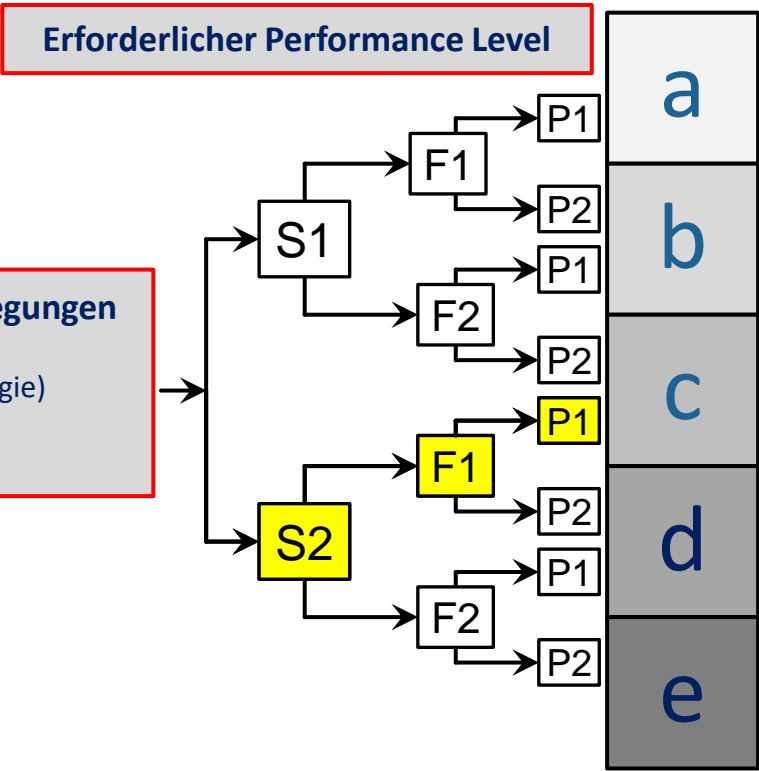 Erforderlicher Performance Level
a
P1
F1
P2
b
S1
P1
F2
P2
egungen
gie)
c
P1
F1
P2
d
S2
P1
F2
P2
e